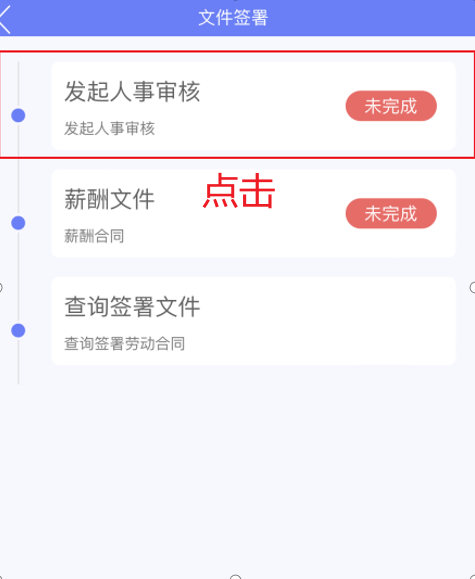 文件签署
发起人事审核
未完成
发起人事审核
点击
薪酬文件
未完成
薪酬合同
查询签署文件
查询签署劳动合同